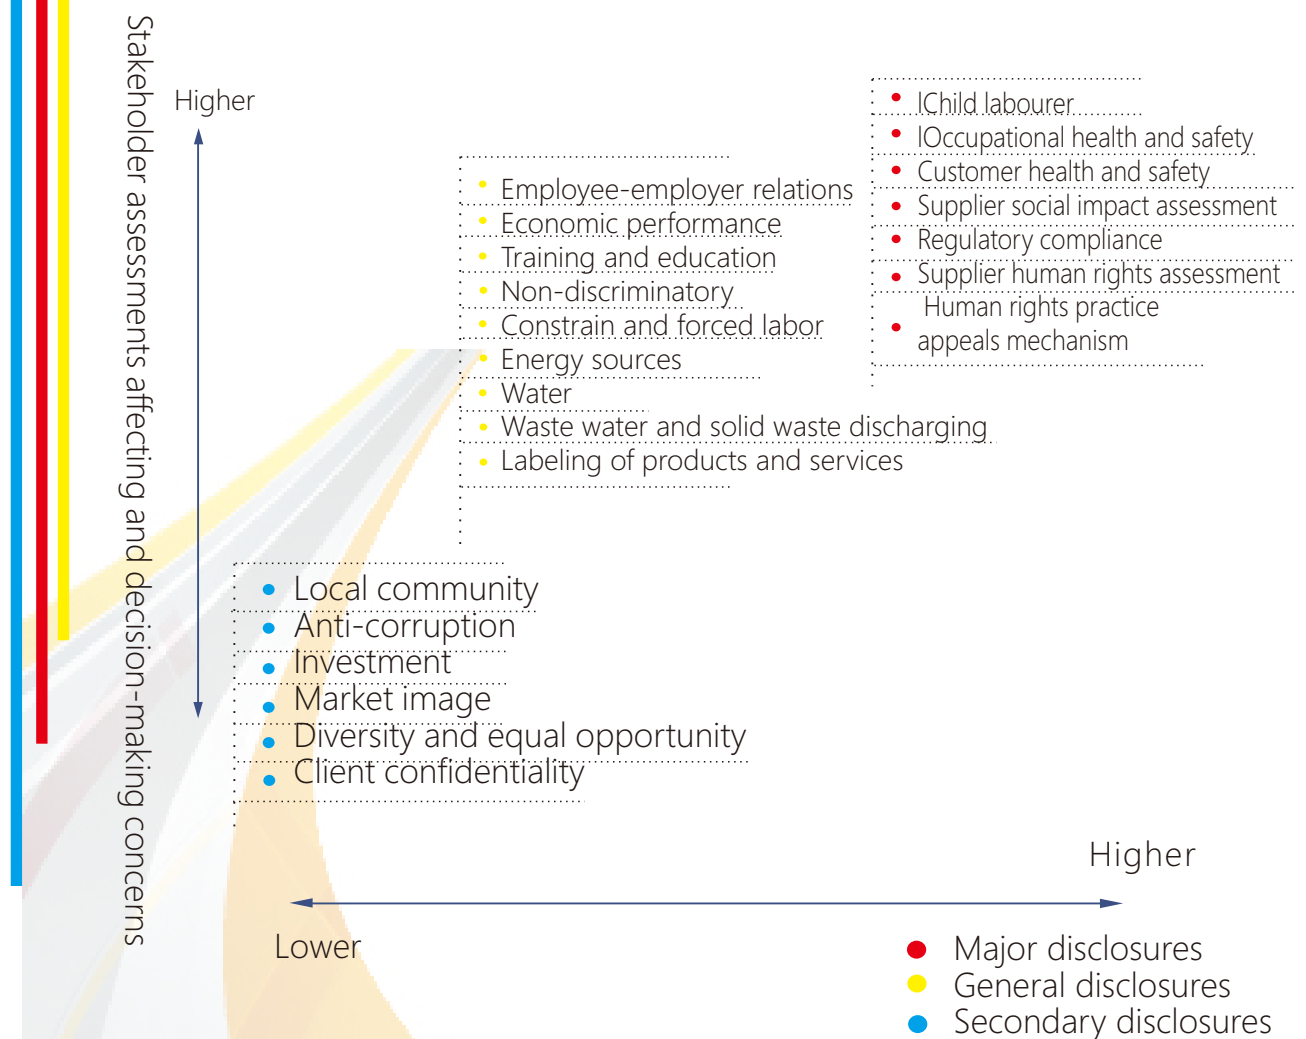 Stakeholder assessments affecting and decision-making concerns
Higher
lChild labourer
lOccupational health and safety
Customer health and safety
Supplier social impact assessment
Regulatory compliance
Supplier human rights assessment
Human rights practice
appeals mechanism
Employee-employer relations
Economic performance
Training and education
Non-discriminatory
Constrain and forced labor
Energy sources
Water
Waste water and solid waste discharging
Labeling of products and services
Local community
Anti-corruption
Investment
Market image
Diversity and equal opportunity
Client confidentiality
Higher
Lower
Major disclosures
General disclosures
Secondary disclosures